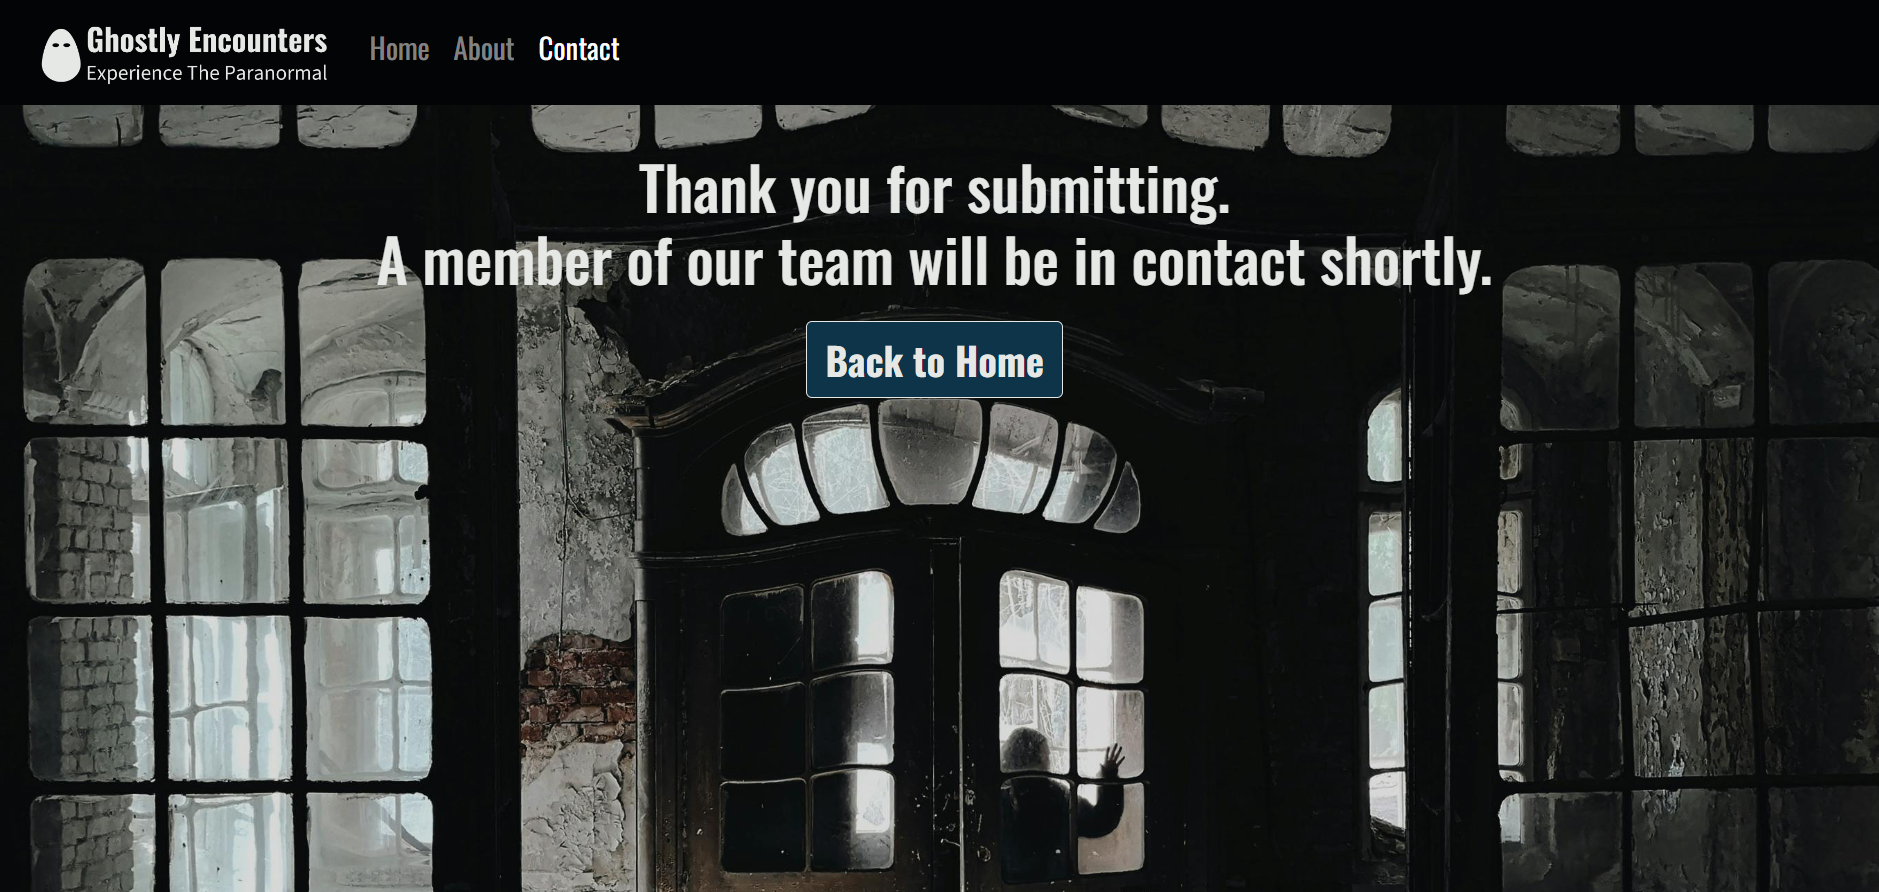 Ghostly Encounters
Experience The Paranormal
Home About Contact
Thank you for submitting.
A member of our team will be in contact shortly.
Back to Home